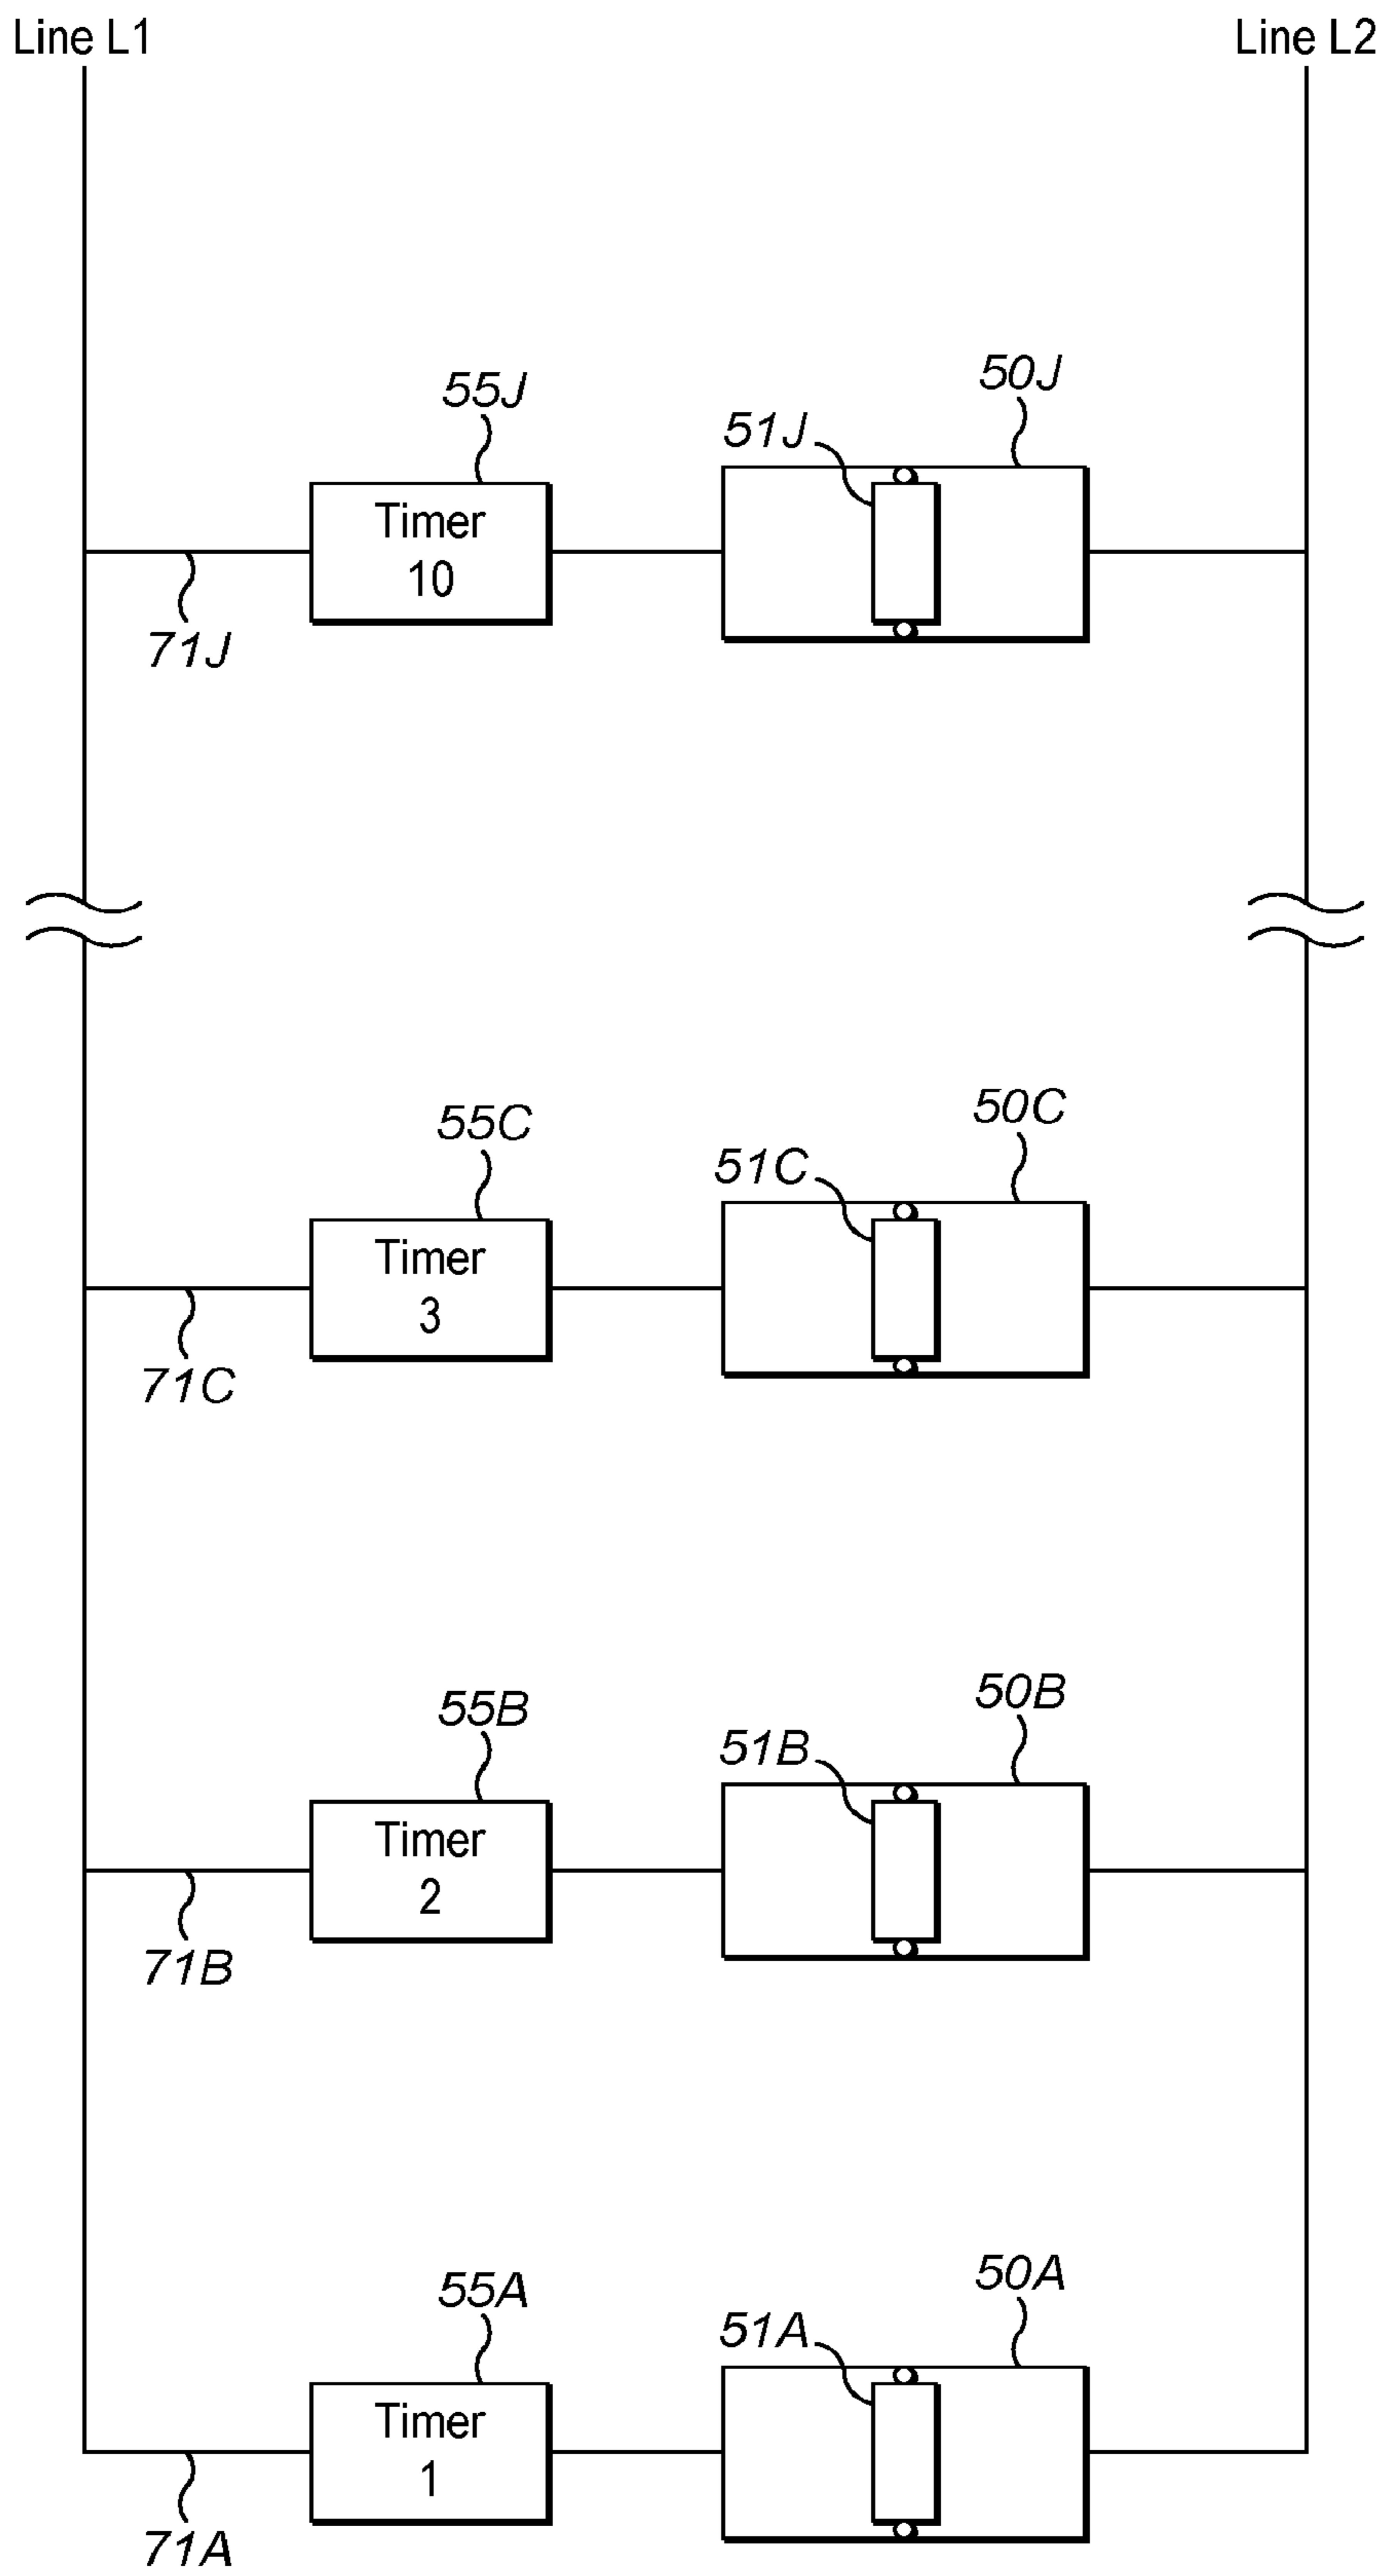 Line L1
Line L2
50J
55J
51J
Timer
10
71J
50C
55C
51C
Timer
3
71C
50B
55B
51B
Timer
2
71B
50A
55A
51A
Timer
1
71A